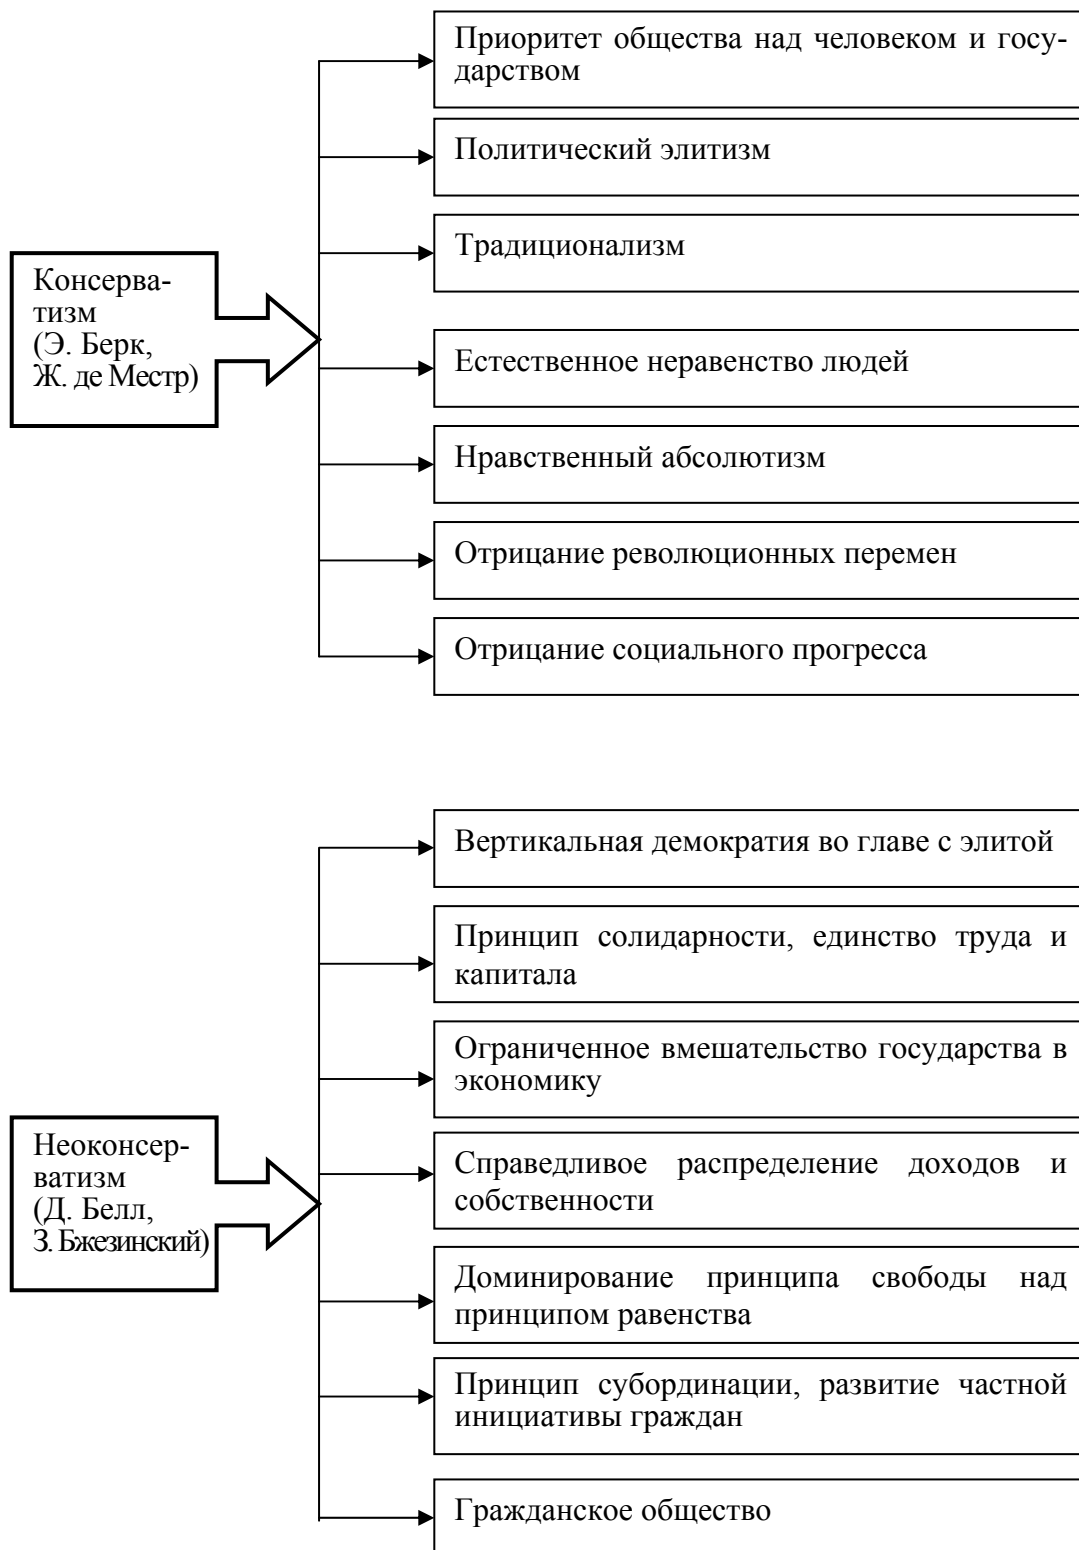 Приоритет общества над человеком и госу-
дарством
Политический элитизм
Традиционализм
Консерва-
тизм
(Э. Берк,
Ж. де Местр)
Естественное неравенство людей
Нравственный абсолютизм
Отрицание революционных перемен
Отрицание социального прогресса
Вертикальная демократия во главе с элитой
Принцип солидарности, единство труда и
капитала
Ограниченное вмешательство государства в
экономику
Неоконсер-
ватизм
(Д. Белл,
З. Бжезинский)
Справедливое распределение доходов и
собственности
Доминирование принципа свободы над
принципом равенства
Принцип субординации, развитие частной
инициативы граждан
Гражданское общество